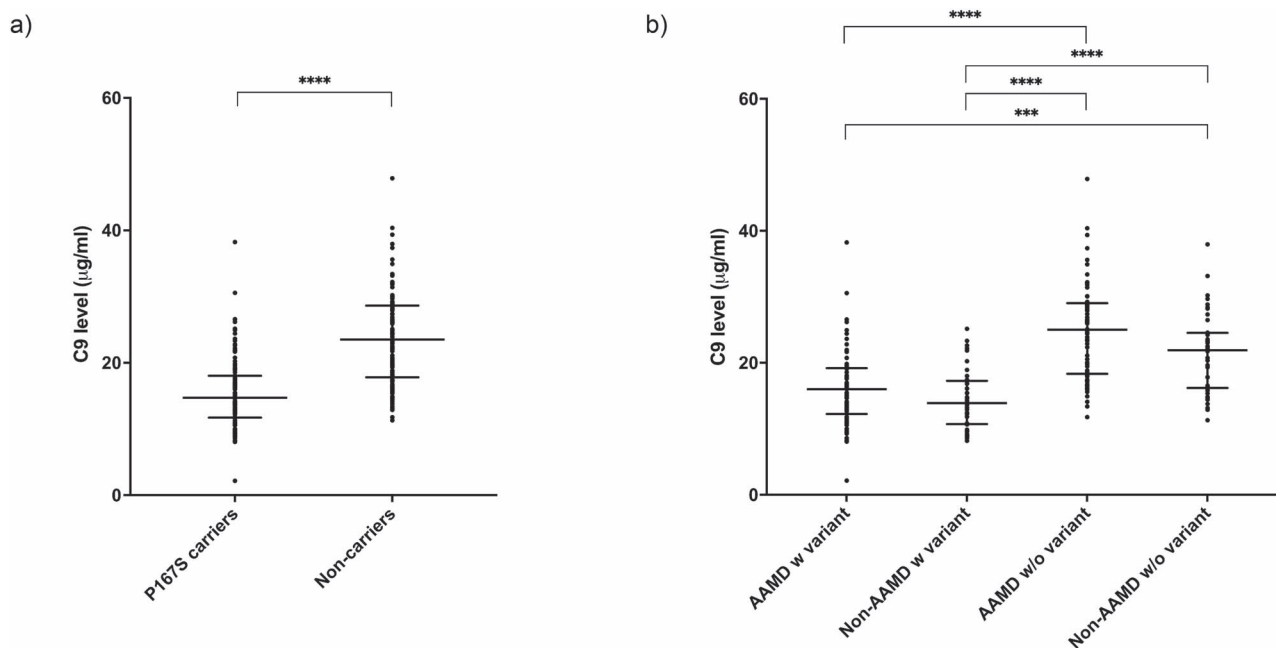 a)
****
60
40
20
0
C9 level (μg/ml)
P167S carriers
Non-carriers
b)
****
****
****
***
60
40
20
0
C9 level (μg/ml)
AAMD w variant
Non-AAMD w variant
AAMD w/o variant
Non-AAMD w/o variant